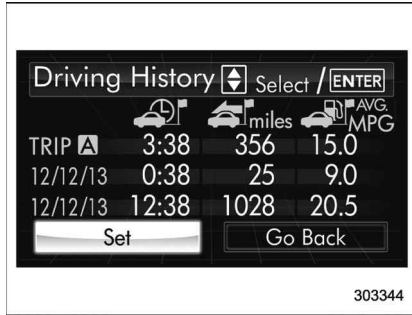 Driving History Select / ENTER
miles AVG. MPG
TRIP A 3:38 356 15.0
12/12/13 0:38 25 9.0
12/12/13 12:38 1028 20.5
Set Go Back
303344